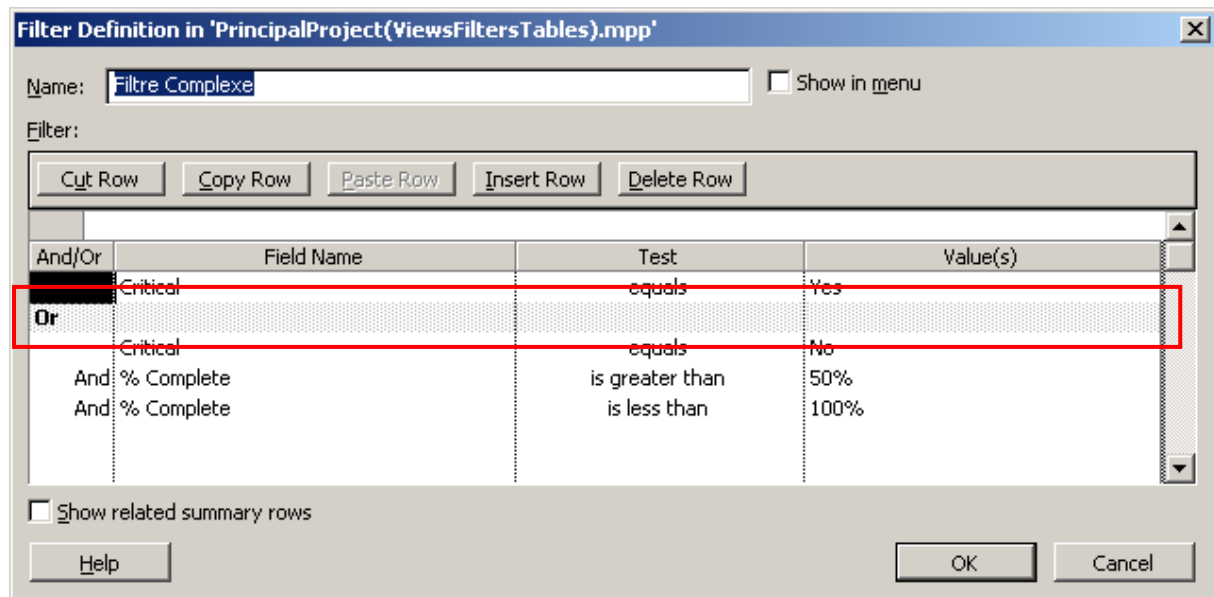 Filter Definition in 'PrincipalProject(ViewsFiltersTables).mpp'
Name: Filtre Complexe Show in menu
Filter:
Cut Row Copy Row Paste Row Insert Row Delete Row
And/Or Field Name Test Value(s)
Critical equals Yes
Or
Critical equals No
And % Complete is greater than 50%
And % Complete is less than 100%
Show related summary rows
Help OK Cancel